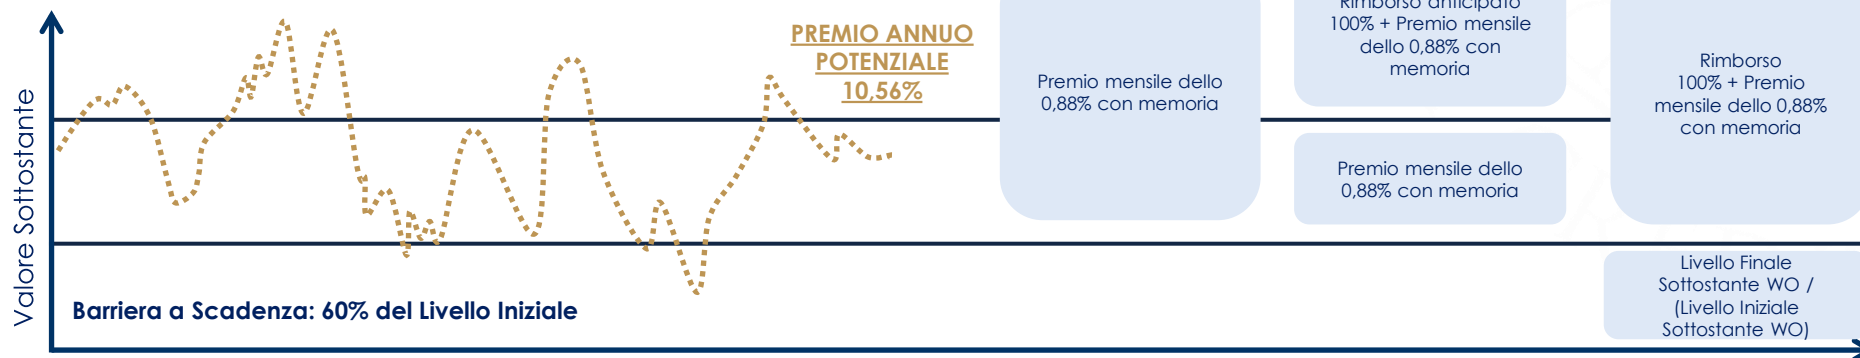 Valore Sottostante
PREMIO ANNUO
POTENZIALE
10,56%
Barriera a Scadenza: 60% del Livello Iniziale
Premio mensile dello
0,88% con memoria
Rimborso anticipato
100% + Premio mensile
dello 0,88% con
memoria
Premio mensile dello
0,88% con memoria
Rimborso
100% + Premio
mensile dello 0,88%
con memoria
Livello Finale
Sottostante WO /
(Livello Iniziale
Sottostante WO)